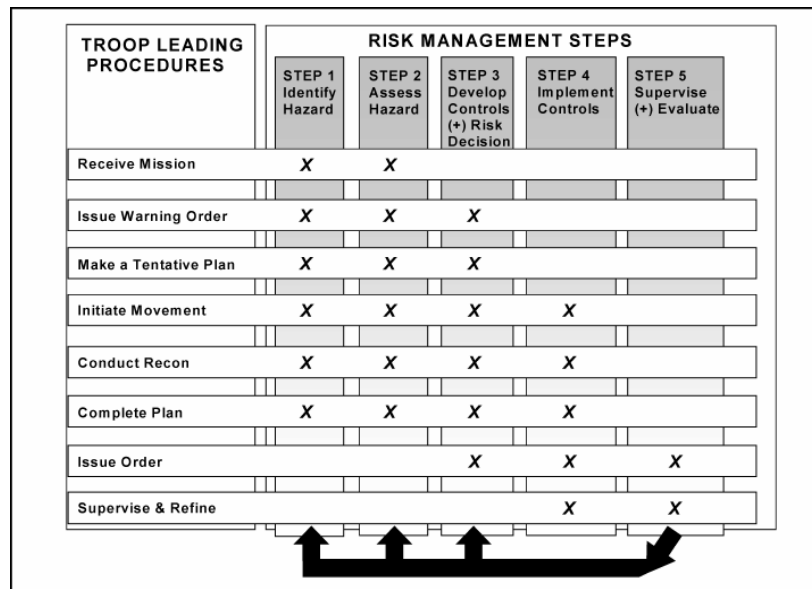 TROOP LEADING
PROCEDURES
RISK MANAGEMENT STEPS
STEP 1
Identify
Hazard
STEP 2
Assess
Hazard
STEP 3
Develop
Controls
(+) Risk
Decision
STEP 4
Implement
Controls
STEP 5
Supervise
(+) Evaluate
Receive Mission X X
Issue Warning Order X X X
Make a Tentative Plan X X X
Initiate Movement X X X X
Conduct Recon X X X X
Complete Plan X X X X
Issue Order X X X
Supervise & Refine X X